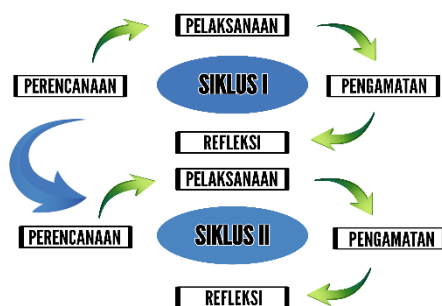 PELAKSANAAN
PERENCANAAN
SIKLUS I
PENGAMATAN
REFLEKSI
PELAKSANAAN
PERENCANAAN
SIKLUS II
PENGAMATAN
REFLEKSI